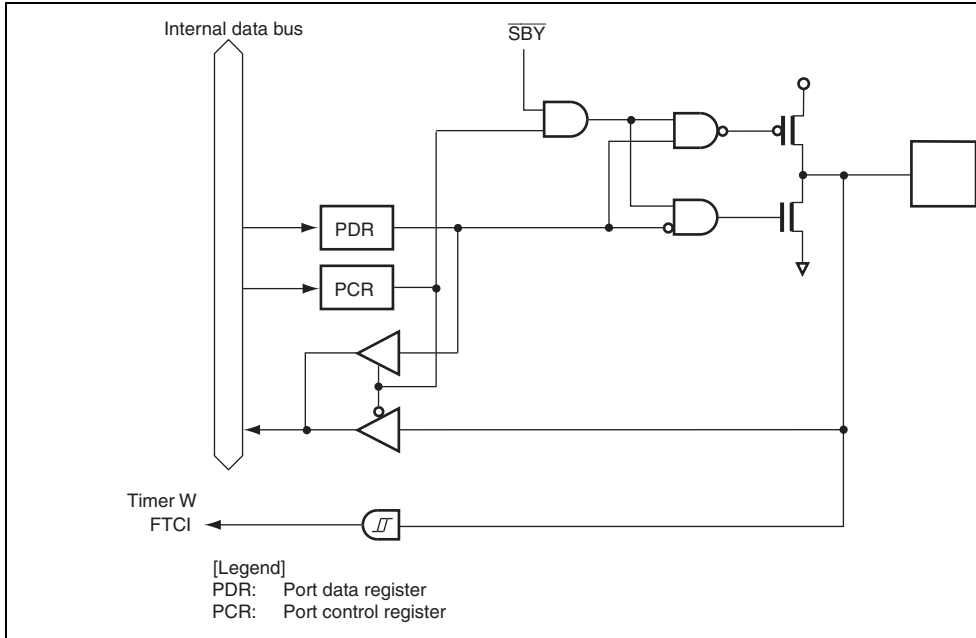 Internal data bus
SBY
PDR
PCR
Timer W
FTCI
[Legend]
PDR: Port data register
PCR: Port control register